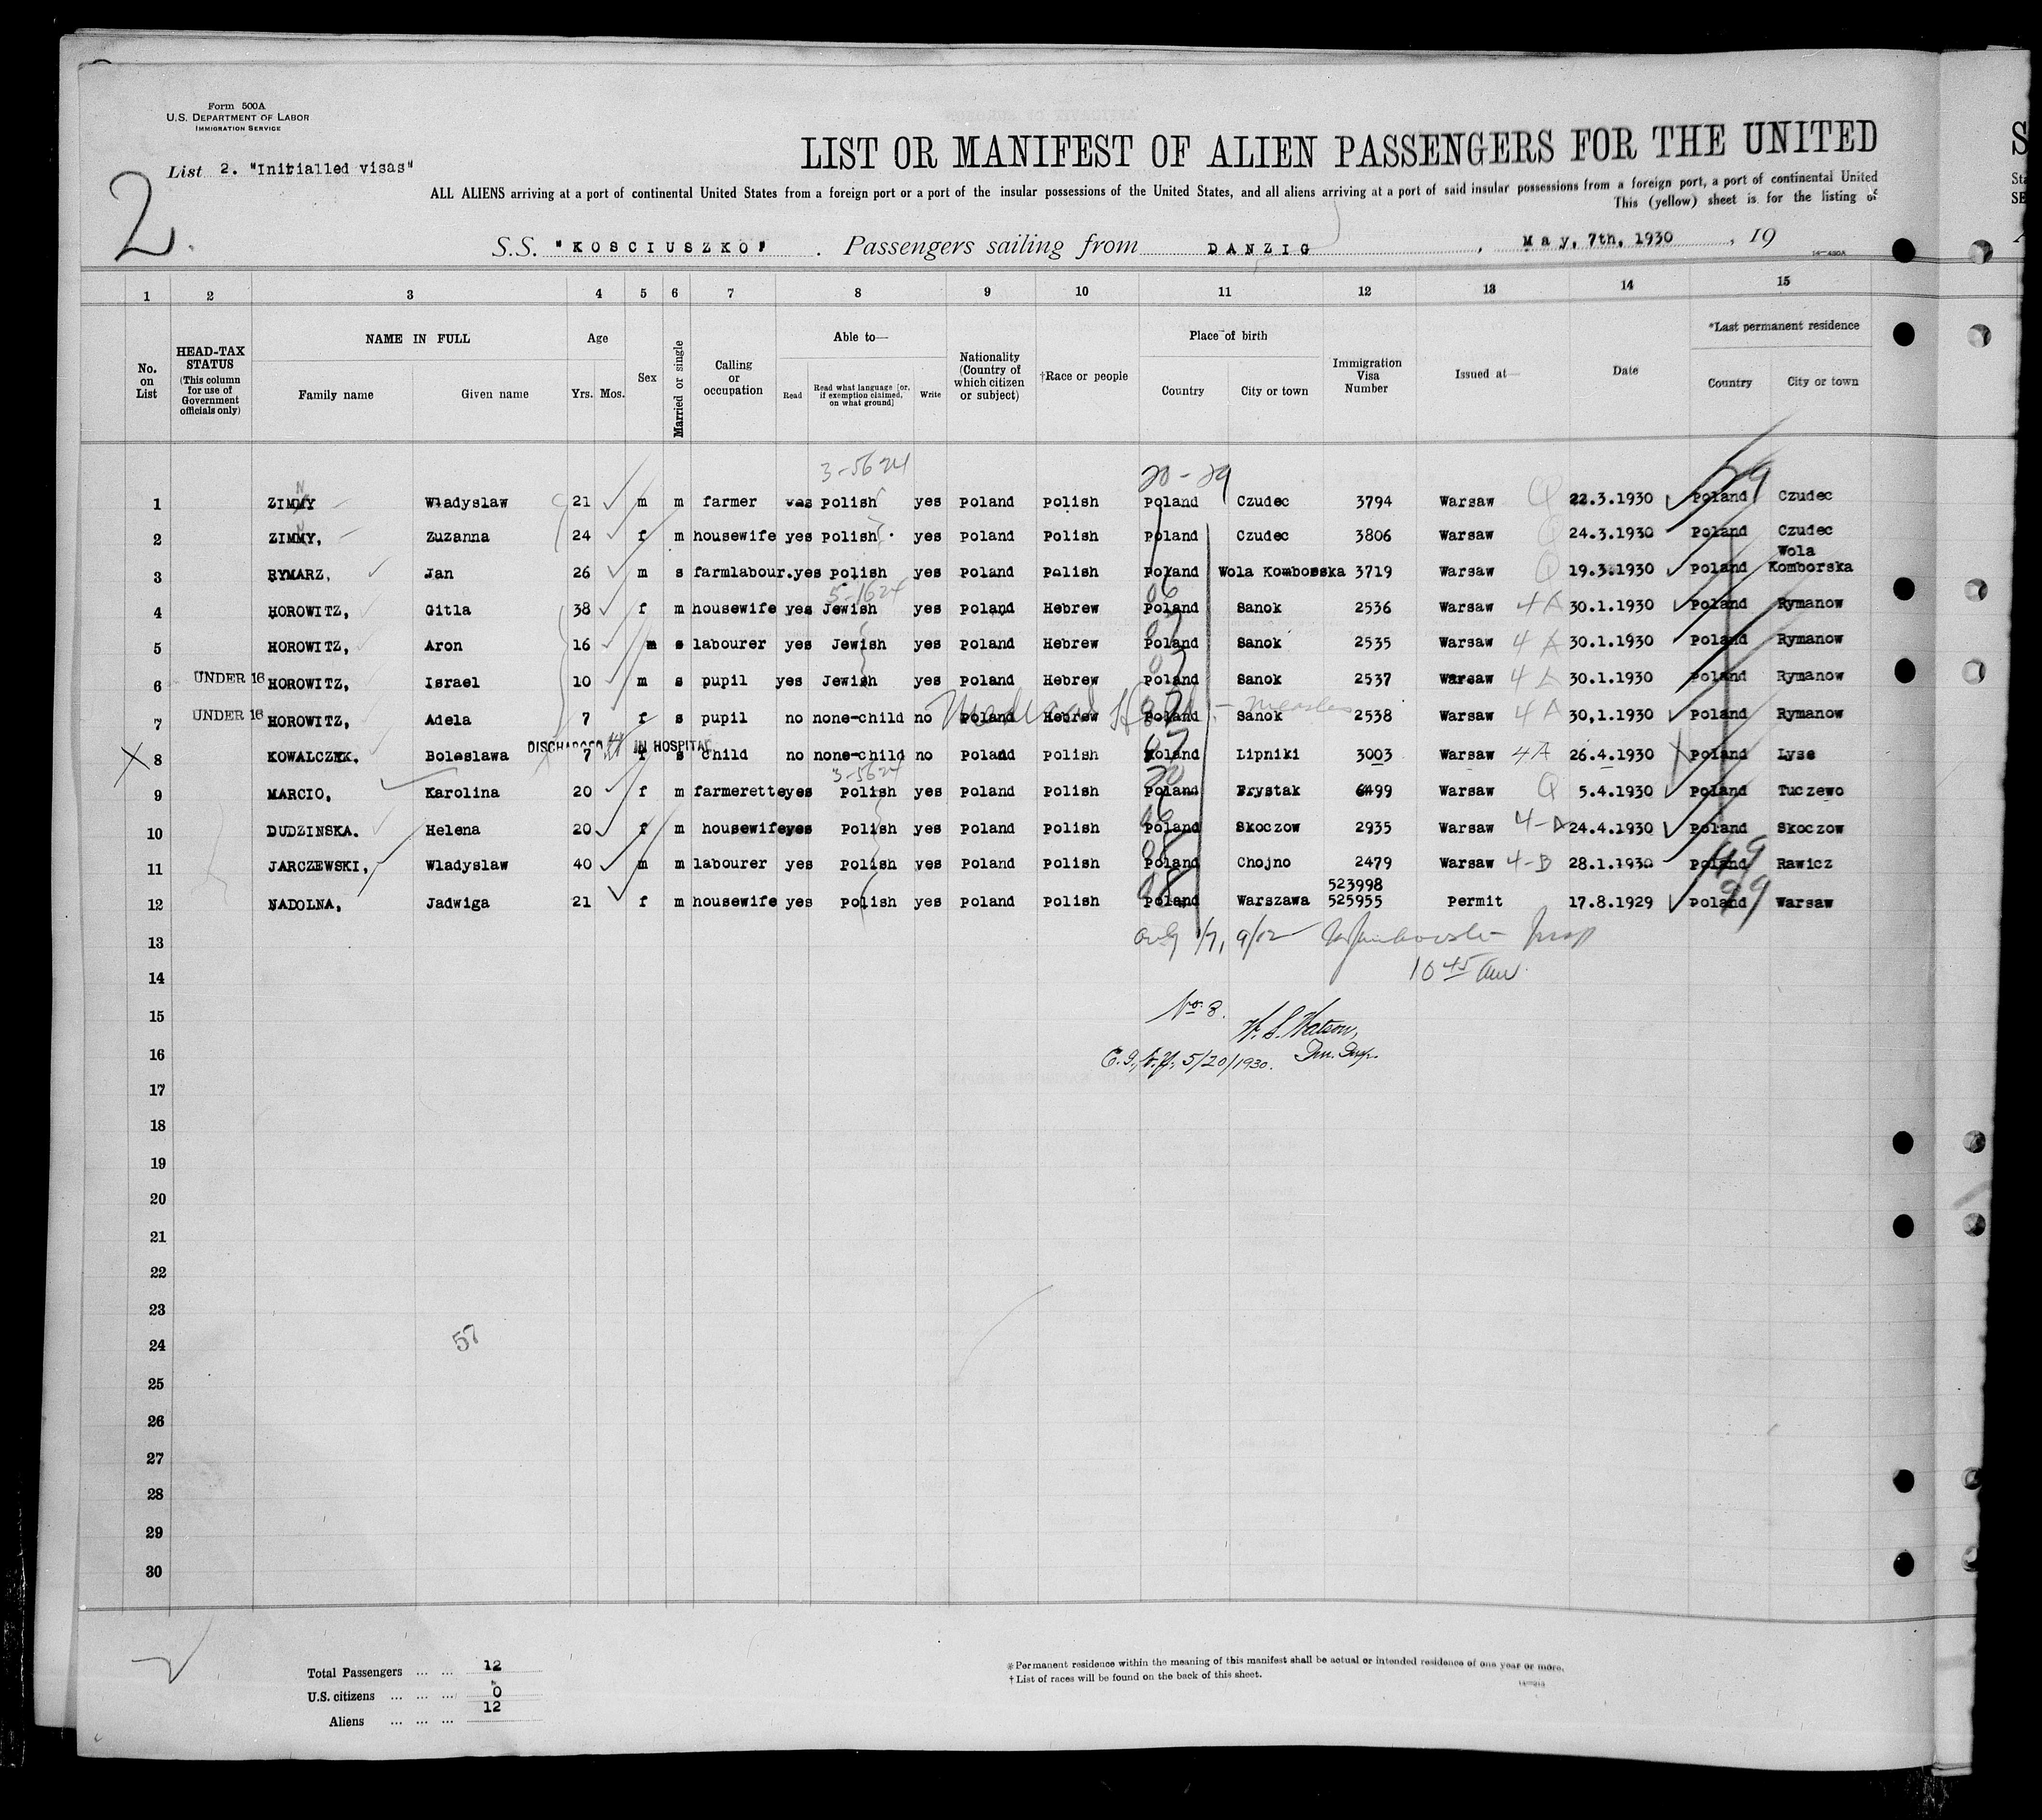 Form 500A
U.S. DEPARTMENT OF LABOR
IMMIGRATION SERVICE
List 2. "Initialled visas"
2.
LIST OR MANIFEST OF ALIEN PASSENGERS FOR THE UNITED
ALL ALIENS arriving at a port of continental United States from a foreign port or a port of the insular possessions of the United States, and all aliens arriving at a port of said insular possessions from a foreign port, a port of continental United
This (yellow) sheet is for the listing of
S.S. "KOSCIUSZKO". Passengers sailing from DANZIG, May, 7th, 1930, 19
1 2 3 4 5 6 7 8 9 10 11 12 13 14 15
No. on List
HEAD-TAX STATUS (This column for use of Government officials only)
NAME IN FULL
Family name Given name
Age
Yrs. Mos.
Sex
Married or single
Calling or occupation
Able to—
Read Read what language [or, if exemption claimed, on what ground] Write
Nationality (Country of which citizen or subject)
†Race or people
Place of birth
Country City or town
Immigration Visa Number
Issued at—
Date
*Last permanent residence
Country City or town
3-5624 20-29 29
1 ZIMMY Wladyslaw 21 m m farmer yes Polish yes Poland Polish Poland Czudec 3794 Warsaw Q 22.3.1930 Poland Czudec
2 ZIMMY, Zuzanna 24 f m housewife yes Polish yes Poland Polish Poland Czudec 3806 Warsaw Q 24.3.1930 Poland Czudec
3 RYMARZ, Jan 26 m s farmlabour. yes Polish yes Poland Polish Poland Wola Komborska 3719 Warsaw Q 19.3.1930 Poland Wola Komborska
5-1624
4 HOROWITZ, Gitla 38 f m housewife yes Jewish yes Poland Hebrew Poland Sanok 2536 Warsaw 4A 30.1.1930 Poland Rymanow
5 HOROWITZ, Aron 16 m s labourer yes Jewish yes Poland Hebrew Poland Sanok 2535 Warsaw 4A 30.1.1930 Poland Rymanow
6 UNDER 16 HOROWITZ, Israel 10 m s pupil yes Jewish yes Poland Hebrew Poland Sanok 2537 Warsaw 4A 30.1.1930 Poland Rymanow
7 UNDER 16 HOROWITZ, Adela 7 f s pupil no none-child no Poland Hebrew Poland Sanok 2538 Warsaw 4A 30,1.1930 Poland Rymanow
Measles
DISCHARGED IN HOSPITAL
X 8 KOWALCZYK. Boleslawa 7 f s child no none-child no Poland Polish Poland Lipniki 3003 Warsaw 4A 26.4.1930 Poland Lyse
3-5624
9 MARCIO, Karolina 20 f m farmerette yes Polish yes Poland Polish Poland Frystak 6499 Warsaw Q 5.4.1930 Poland Tuczewo
10 DUDZINSKA. Helena 20 f m housewife yes Polish yes Poland Polish Poland Skoczow 2935 Warsaw 4-A 24.4.1930 Poland Skoczow
11 JARCZEWSKI, Wladyslaw 40 m m labourer yes Polish yes Poland Polish Poland Chojno 2479 Warsaw 4-B 28.1.1930 Poland Rawicz
12 NADOLNA, Jadwiga 21 f m housewife yes Polish yes Poland Polish Poland Warszawa 523998 525955 Permit 17.8.1929 Poland Warsaw
13
14 10 45 am
15
No. 8. W. S. Watson,
16
E.I., N.Y. 5/20/1930. Im. Insp.
17
18
19
20
21
22
23
24 57
25
26
27
28
29
30
Total Passengers ... ... 12
U.S. citizens ... ... ... 0
Aliens ... ... ... 12
*Permanent residence within the meaning of this manifest shall be actual or intended residence of one year or more.
†List of races will be found on the back of this sheet.